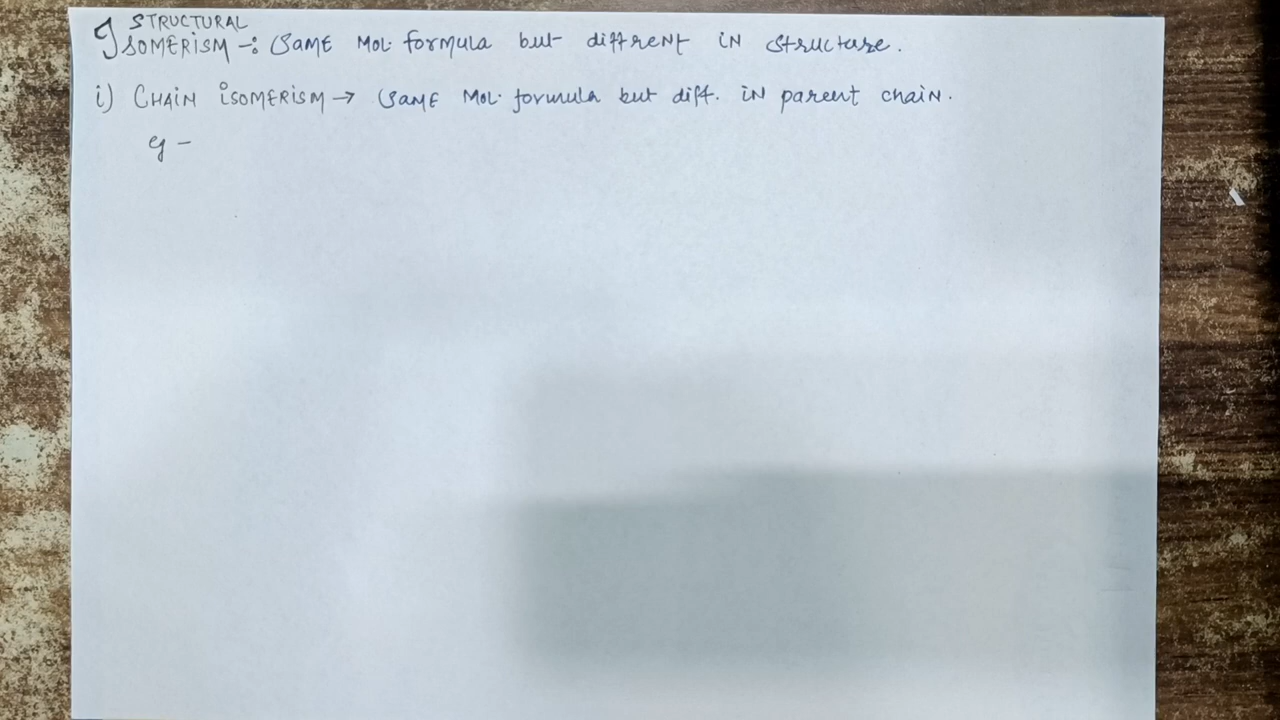 STRUCTURAL
ISOMERISM -: SAME MOL. formula but different IN structure.
i) CHAIN isOMERISM → SAME MOL. formula but diff. IN parent chaiN.
eg -